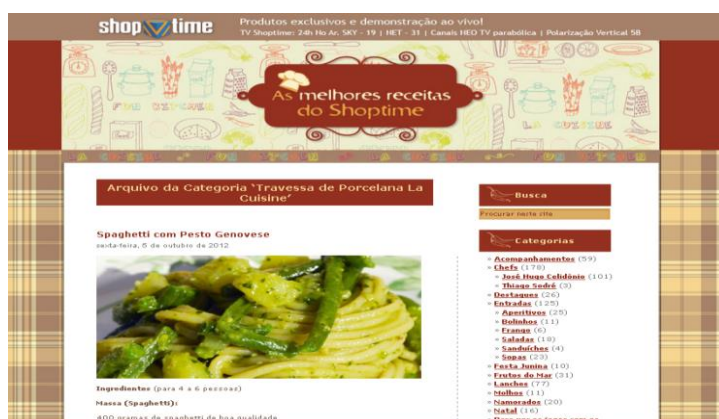 shoptime
Produtos exclusivos e demonstração ao vivo!
TV Shoptime: 24h No Ar. SKY - 19 | NET - 31 | Canais NEO TV parabólica | Polarização Vertical 58
As melhores receitas
do Shoptime
LA CUISINE
FUN KITCHEN
Arquivo da Categoria ‘Travessa de Porcelana La
Cuisine’
Spaghetti com Pesto Genovese
sexta-feira, 5 de outubro de 2012
Ingredientes (para 4 a 6 pessoas)
Massa (Spaghetti):
400 gramas de spaghetti de boa qualidade
Busca
Procurar neste site
Categorias
» Acompanhamentos (59)
» Chefs (178)
» José Hugo Celidônio (101)
» Thiago Sodré (3)
» Destaques (26)
» Entradas (125)
» Aperitivos (25)
» Bolinhos (11)
» Frango (6)
» Saladas (18)
» Sanduíches (4)
» Sopas (23)
» Festa Junina (10)
» Frutos do Mar (31)
» Lanches (77)
» Molhos (11)
» Namorados (20)
» Natal (16)